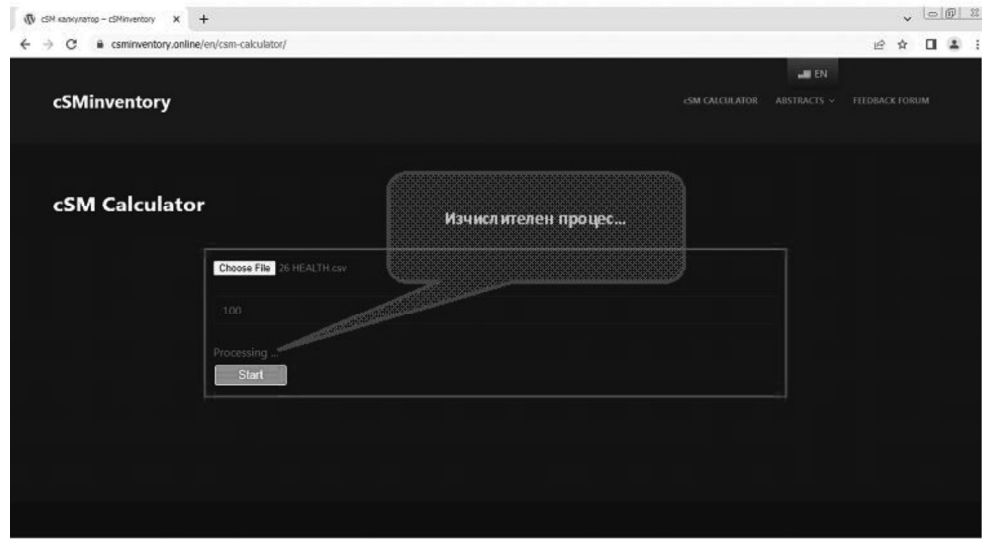 cSM калкулатор – cSMinventory
csminventory.online/en/csm-calculator/
EN
cSMinventory
cSM CALCULATOR ABSTRACTS FEEDBACK FORUM
cSM Calculator
Изчислителен процес...
Choose File 26 HEALTH.csv
100
Processing ...
Start